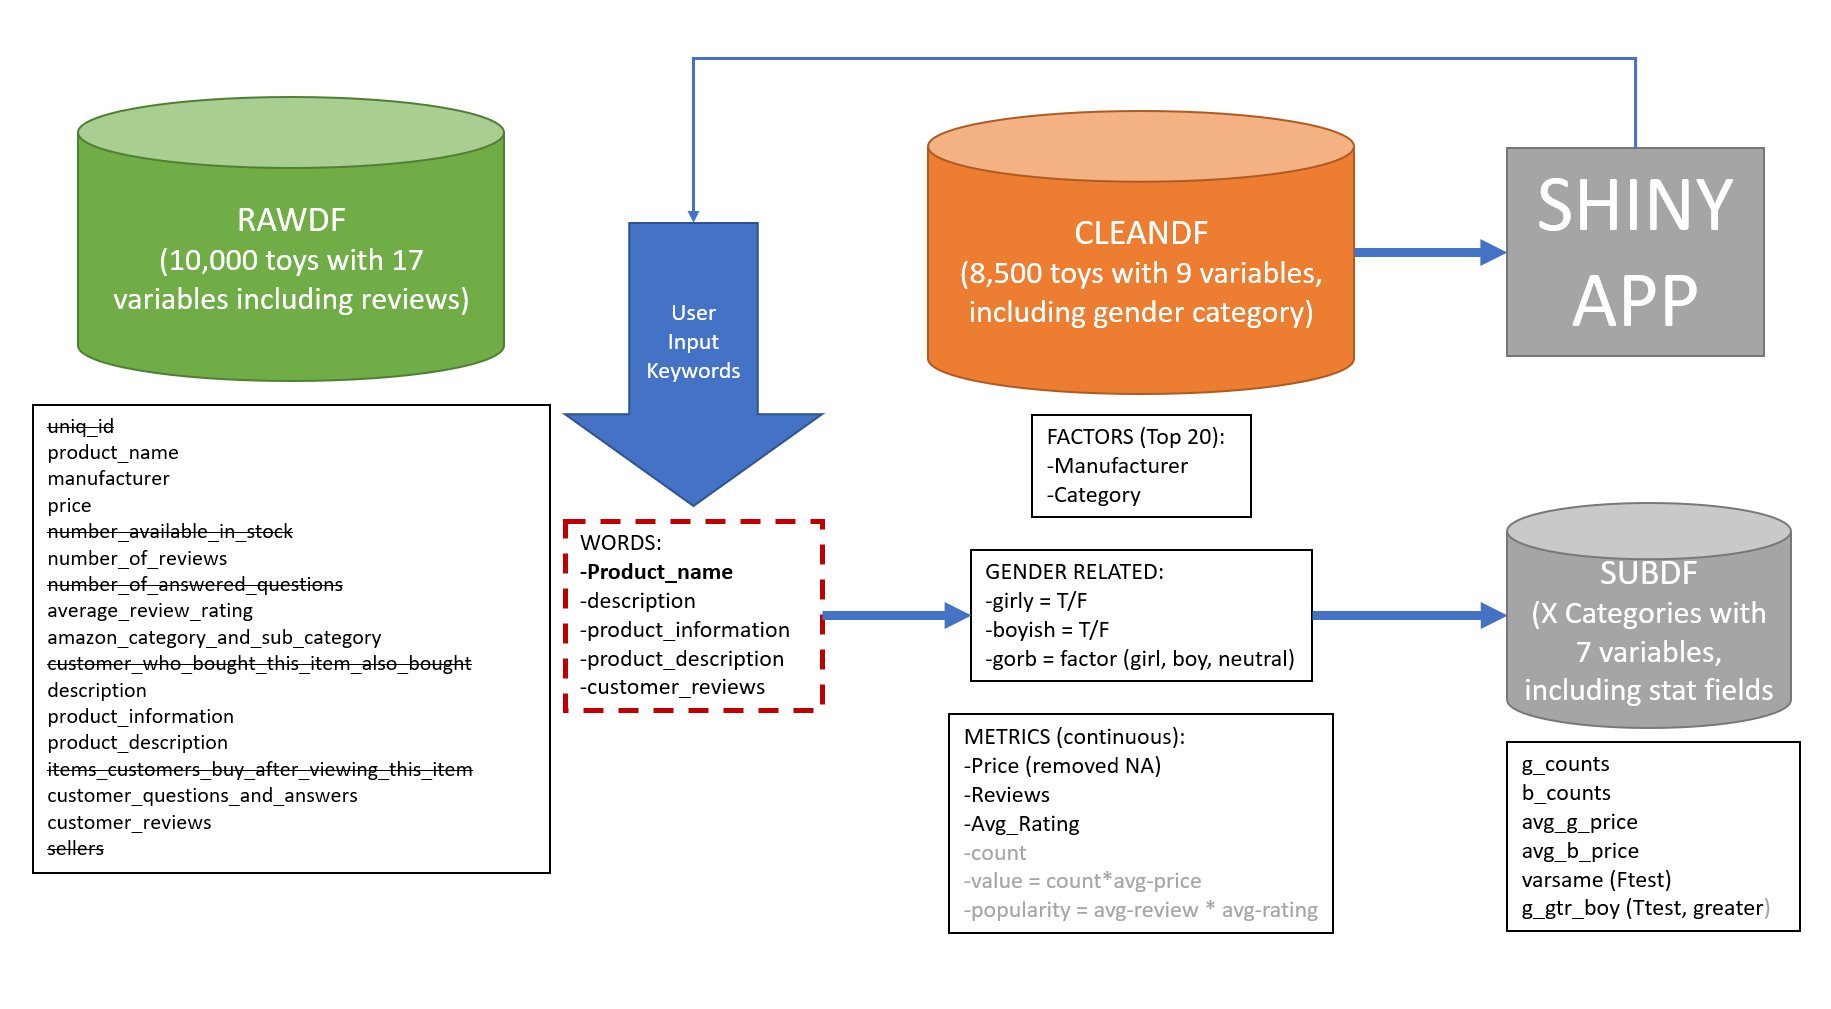 RAWDF
(10,000 toys with 17
variables including reviews)
uniq_id
product_name
manufacturer
price
number_available_in_stock
number_of_reviews
number_of_answered_questions
average_review_rating
amazon_category_and_sub_category
customer_who_bought_this_item_also_bought
description
product_information
product_description
items_customers_buy_after_viewing_this_item
customer_questions_and_answers
customer_reviews
sellers
User
Input
Keywords
WORDS:
-Product_name
-description
-product_information
-product_description
-customer_reviews
CLEANDF
(8,500 toys with 9 variables,
including gender category)
FACTORS (Top 20):
-Manufacturer
-Category
GENDER RELATED:
-girly = T/F
-boyish = T/F
-gorb = factor (girl, boy, neutral)
METRICS (continuous):
-Price (removed NA)
-Reviews
-Avg_Rating
-count
-value = count*avg-price
-popularity = avg-review * avg-rating
SHINY
APP
SUBDF
(X Categories with
7 variables,
including stat fields
g_counts
b_counts
avg_g_price
avg_b_price
varsame (Ftest)
g_gtr_boy (Ttest, greater)